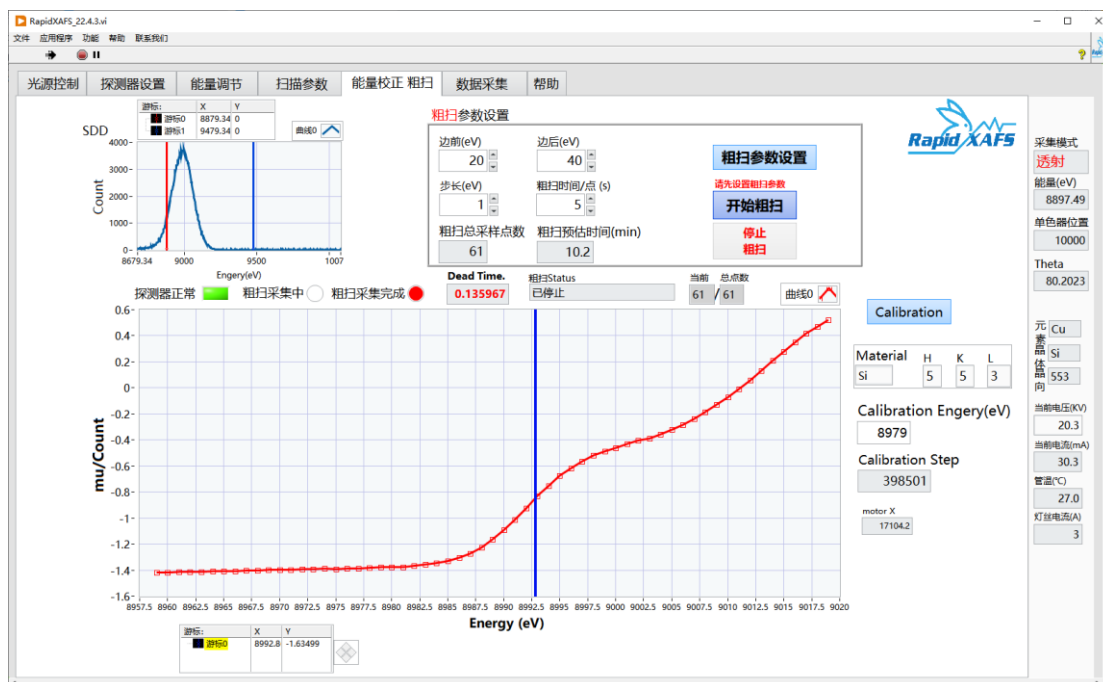 RapidXAFS_22.4.3.vi
文件 应用程序 功能 帮助 联系我们
光源控制 探测器设置 能量调节 扫描参数 能量校正 粗扫 数据采集 帮助
游标: X Y
游标0 8879.34 0
游标1 9479.34 0
曲线0
SDD
4000
3000
2000
1000
0
Count
8679.34 9000 9500 1007
Engery(eV)
粗扫参数设置
边前(eV) 边后(eV)
20 40
粗扫参数设置
步长(eV) 粗扫时间/点 (s)
请先设置粗扫参数
1 5
开始粗扫
粗扫总采样点数 粗扫预估时间(min)
61 10.2
停止
粗扫
Rapid XAFS
探测器正常 粗扫采集中 粗扫采集完成
Dead Time.
0.135967
粗扫Status
已停止
当前 总点数
61 / 61
曲线0
0.6
0.4
0.2
0
-0.2
-0.4
-0.6
-0.8
-1
-1.2
-1.4
-1.6
mu/Count
8957.5 8960 8962.5 8965 8967.5 8970 8972.5 8975 8977.5 8980 8982.5 8985 8987.5 8990 8992.5 8995 8997.5 9000 9002.5 9005 9007.5 9010 9012.5 9015 9017.5 9020
Energy (eV)
游标: X Y
游标0 8992.8 -1.63499
Calibration
Material H K L
Si 5 5 3
Calibration Engery(eV)
8979
Calibration Step
398501
motor X
17104.2
采集模式
透射
能量(eV)
8897.49
单色器位置
10000
Theta
80.2023
元素 Cu
晶体 Si
晶向 553
当前电压(KV)
20.3
当前电流(mA)
30.3
管温(℃)
27.0
灯丝电流(A)
3